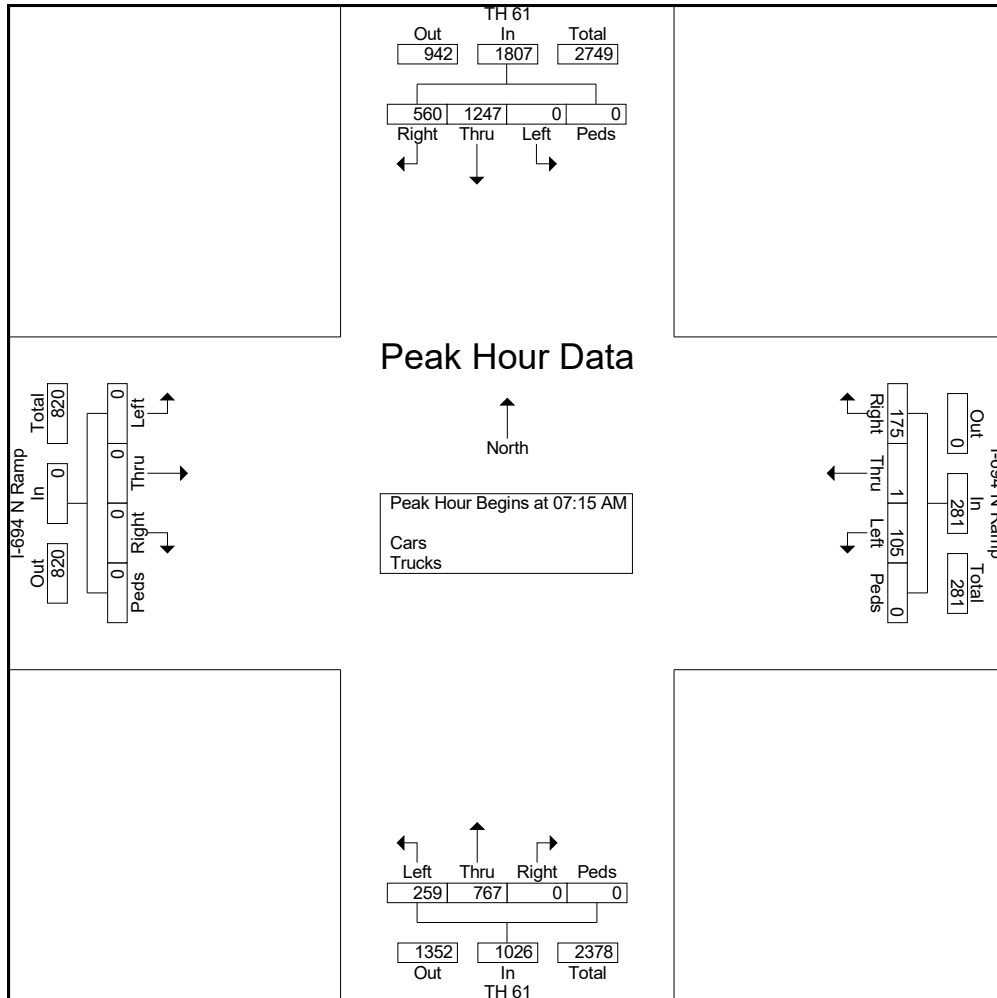 TH 61
Out In Total
942 1807 2749
560 1247 0 0
Right Thru Left Peds
Peak Hour Data
North
Peak Hour Begins at 07:15 AM
Cars
Trucks
I-694 N Ramp
Total In Out
820 0 820
0 0 0 0
Left Thru Right Peds
I-694 N Ramp
Out In Total
0 281 281
175 1 105 0
Right Thru Left Peds
Left Thru Right Peds
259 767 0 0
1352 1026 2378
Out In Total
TH 61